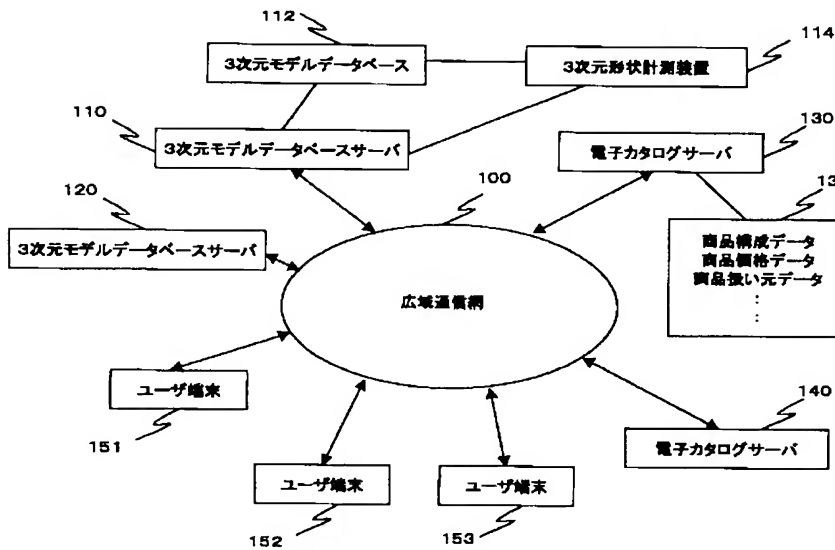 112
114
3次元モデルデータベース
3次元形状計測装置
110
130
3次元モデルデータベースサーバ
電子カタログサーバ
100
120
3次元モデルデータベースサーバ
商品構成データ
商品価格データ
商品扱い元データ
:
:
広域通信網
ユーザ端末
151
140
電子カタログサーバ
ユーザ端末
ユーザ端末
152
153